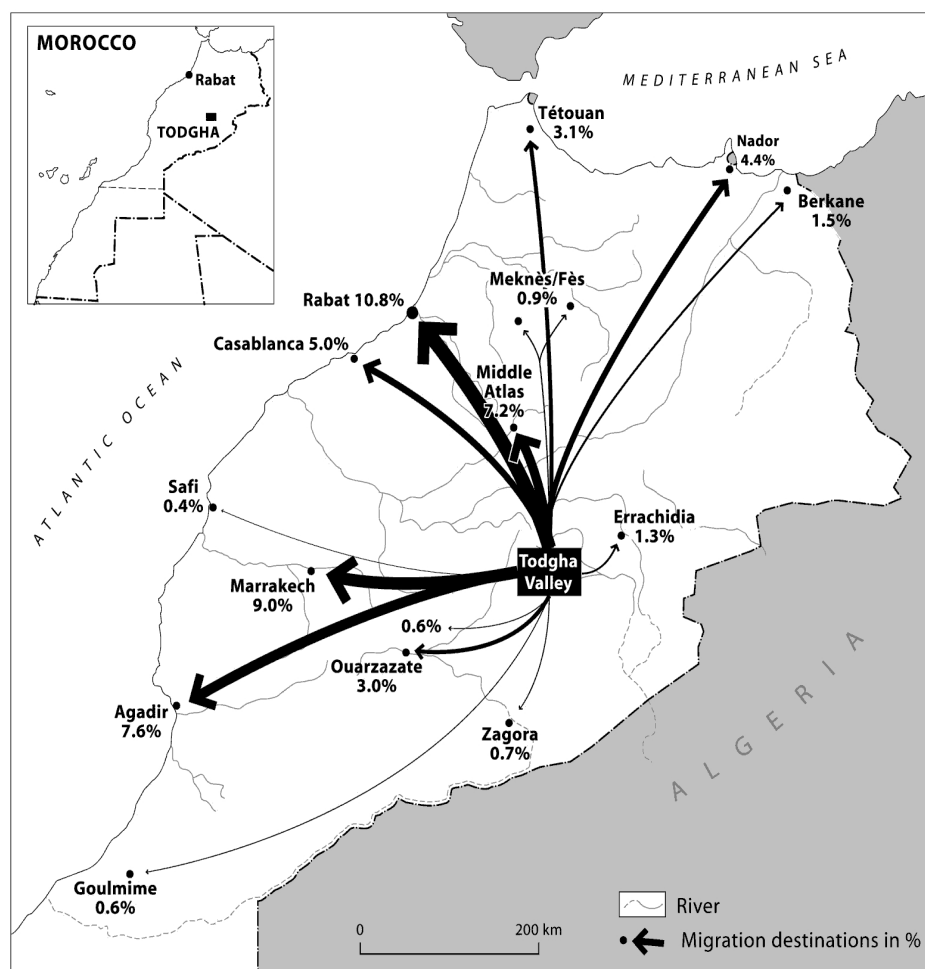 MOROCCO
Rabat
TODGHA
MEDITERRANEAN SEA
Tétouan
3.1%
Nador
4.4%
Berkane
1.5%
Meknès/Fès
0.9%
Rabat 10.8%
Casablanca 5.0%
Middle
Atlas
7.2%
ATLANTIC OCEAN
Safi
0.4%
Errachidia
1.3%
Todgha
Valley
Marrakech
9.0%
0.6%
Ouarzazate
3.0%
Agadir
7.6%
Zagora
0.7%
ALGERIA
Goulmime
0.6%
River
0
200 km
Migration destinations in %